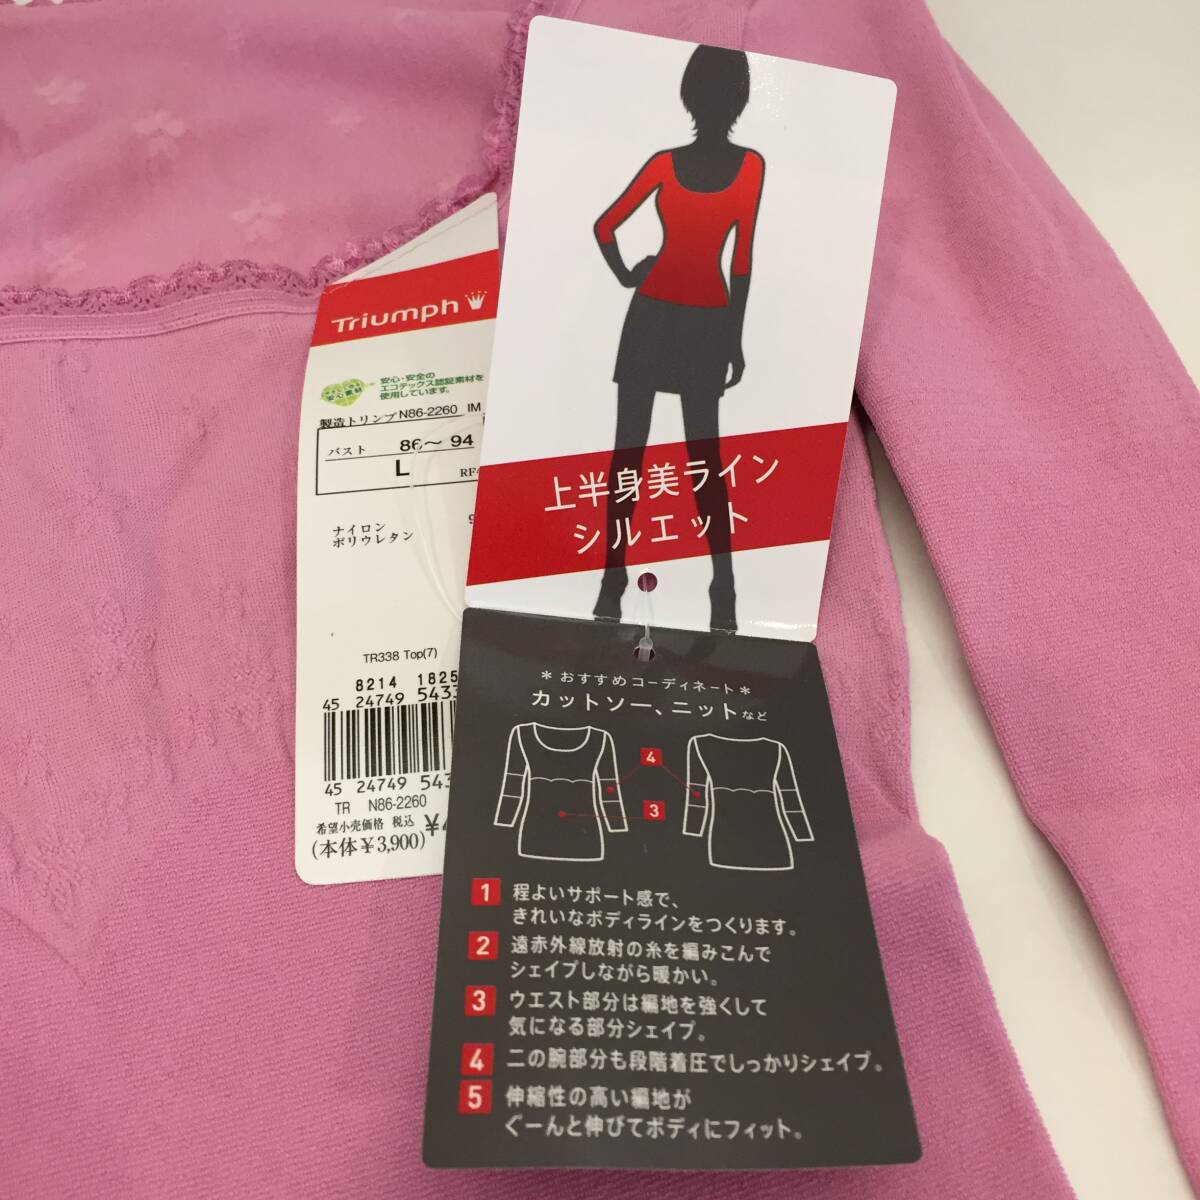 Triumph
安心・安全の
エコテックス認証素材を
使用しています。
安心素材
製造トリンプ N86-2260 IM
バスト 86～94
L RF4
ナイロン 9
ポリウレタン
TR338 Top(7)
8214 1825
45 24749 5433
45 24749 543
TR N86-2260
希望小売価格 税込 ¥
(本体¥3,900)
上半身美ライン
シルエット
＊おすすめコーディネート＊
カットソー、ニットなど
4
3
1 程よいサポート感で、
きれいなボディラインをつくります。
2 遠赤外線放射の糸を編みこんで
シェイプしながら暖かい。
3 ウエスト部分は編地を強くして
気になる部分シェイプ。
4 二の腕部分も段階着圧でしっかりシェイプ。
5 伸縮性の高い編地が
ぐーんと伸びてボディにフィット。